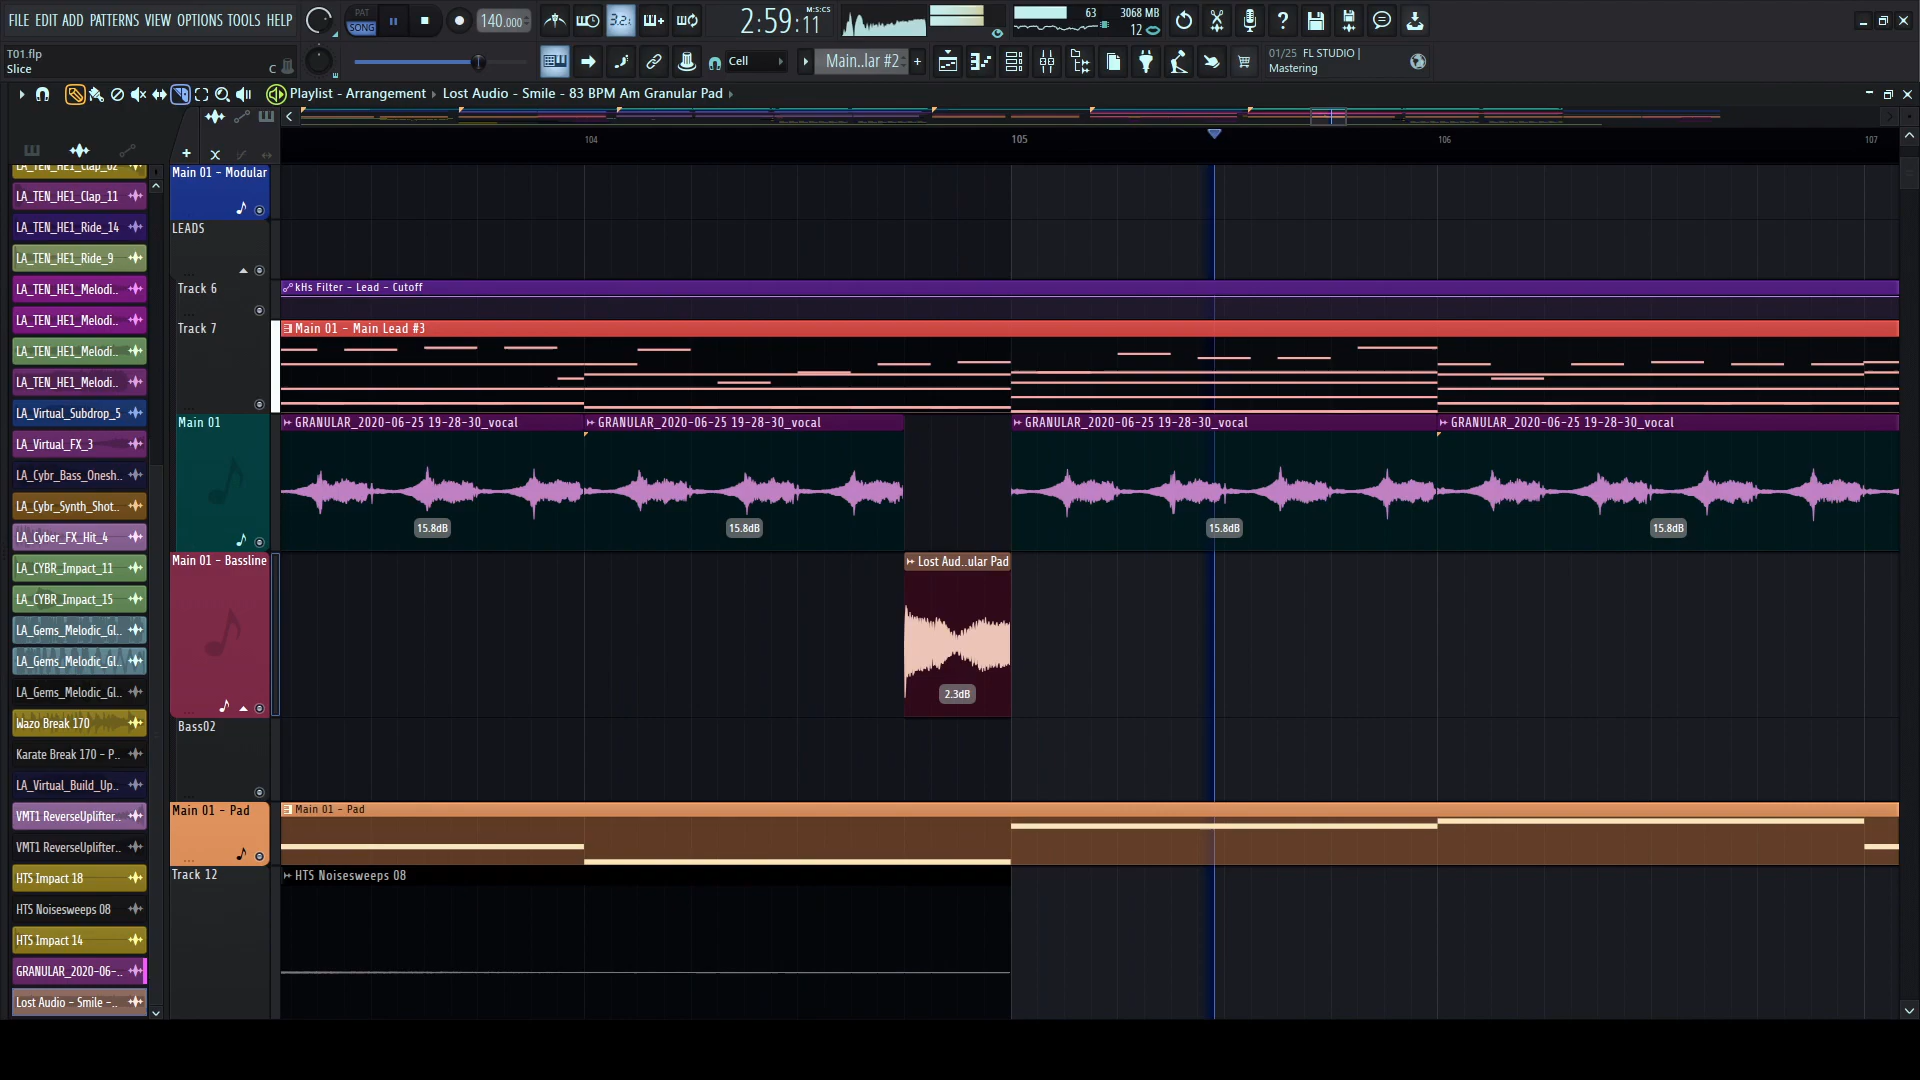 FILE EDIT ADD PATTERNS VIEW OPTIONS TOOLS HELP
PAT
SONG
140.000
3.2.
2:59:11
M:S:CS
63
3068 MB
12
T01.flp
Slice
C
Cell
Main..lar #2
+
01/25 FL STUDIO |
Mastering
Playlist - Arrangement
Lost Audio - Smile - 83 BPM Am Granular Pad
104
105
106
107
LA_TEN_HE1_Clap_02
LA_TEN_HE1_Clap_11
LA_TEN_HE1_Ride_14
LA_TEN_HE1_Ride_9
LA_TEN_HE1_Melodi..
LA_TEN_HE1_Melodi..
LA_TEN_HE1_Melodi..
LA_TEN_HE1_Melodi..
LA_Virtual_Subdrop_5
LA_Virtual_FX_3
LA_Cybr_Bass_Onesh..
LA_Cybr_Synth_Shot..
LA_Cyber_FX_Hit_4
LA_CYBR_Impact_11
LA_CYBR_Impact_15
LA_Gems_Melodic_Gl..
LA_Gems_Melodic_Gl..
LA_Gems_Melodic_Gl..
Wazo Break 170
Karate Break 170 - P..
LA_Virtual_Build_Up..
VMT1 ReverseUplifter..
VMT1 ReverseUplifter..
HTS Impact 18
HTS Noisesweeps 08
HTS Impact 14
GRANULAR_2020-06-..
Lost Audio - Smile -..
Main 01 - Modular
LEADS
Track 6
kHs Filter - Lead - Cutoff
Track 7
Main 01 - Main Lead #3
Main 01
GRANULAR_2020-06-25 19-28-30_vocal
GRANULAR_2020-06-25 19-28-30_vocal
GRANULAR_2020-06-25 19-28-30_vocal
GRANULAR_2020-06-25 19-28-30_vocal
15.8dB
15.8dB
15.8dB
15.8dB
Main 01 - Bassline
Lost Aud..ular Pad
2.3dB
Bass02
Main 01 - Pad
Main 01 - Pad
Track 12
HTS Noisesweeps 08